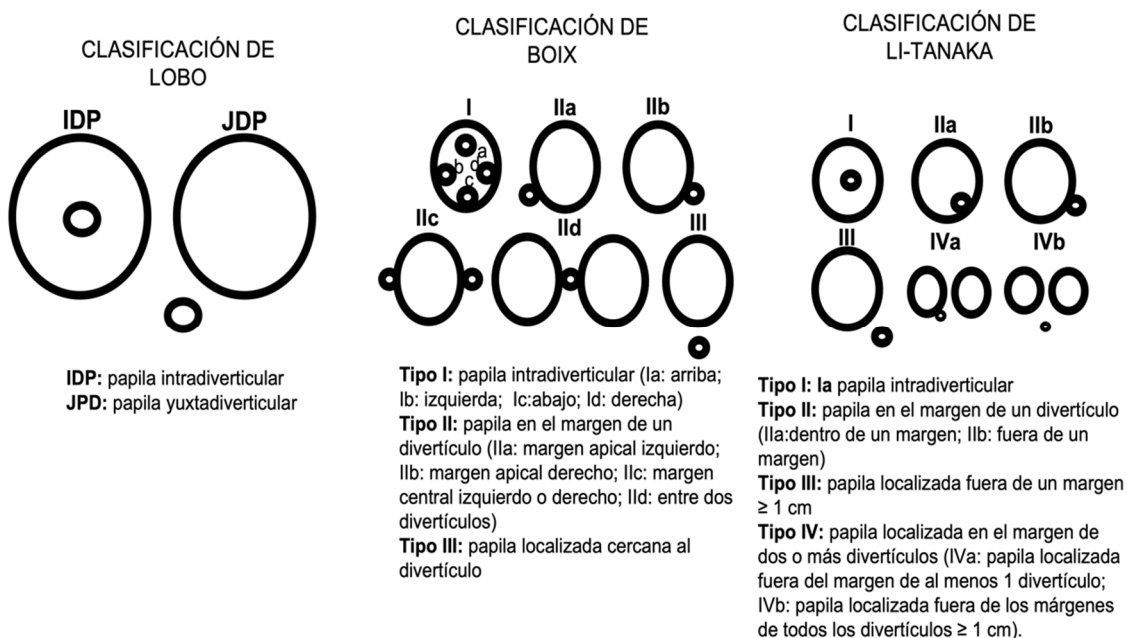 CLASIFICACIÓN DE
LOBO
IDP
JDP
IDP: papila intradiverticular
JPD: papila yuxtadiverticular
CLASIFICACIÓN DE
BOIX
I
IIa
IIb
a
b
d
c
IIc
IId
III
Tipo I: papila intradiverticular (Ia: arriba;
Ib: izquierda; Ic:abajo; Id: derecha)
Tipo II: papila en el margen de un
divertículo (IIa: margen apical izquierdo;
IIb: margen apical derecho; IIc: margen
central izquierdo o derecho; IId: entre dos
divertículos)
Tipo III: papila localizada cercana al
divertículo
CLASIFICACIÓN DE
LI-TANAKA
I
IIa
IIb
III
IVa
IVb
Tipo I: Ia papila intradiverticular
Tipo II: papila en el margen de un divertículo
(IIa:dentro de un margen; IIb: fuera de un
margen)
Tipo III: papila localizada fuera de un margen
≥ 1 cm
Tipo IV: papila localizada en el margen de
dos o más divertículos (IVa: papila localizada
fuera del margen de al menos 1 divertículo;
IVb: papila localizada fuera de los márgenes
de todos los divertículos ≥ 1 cm).